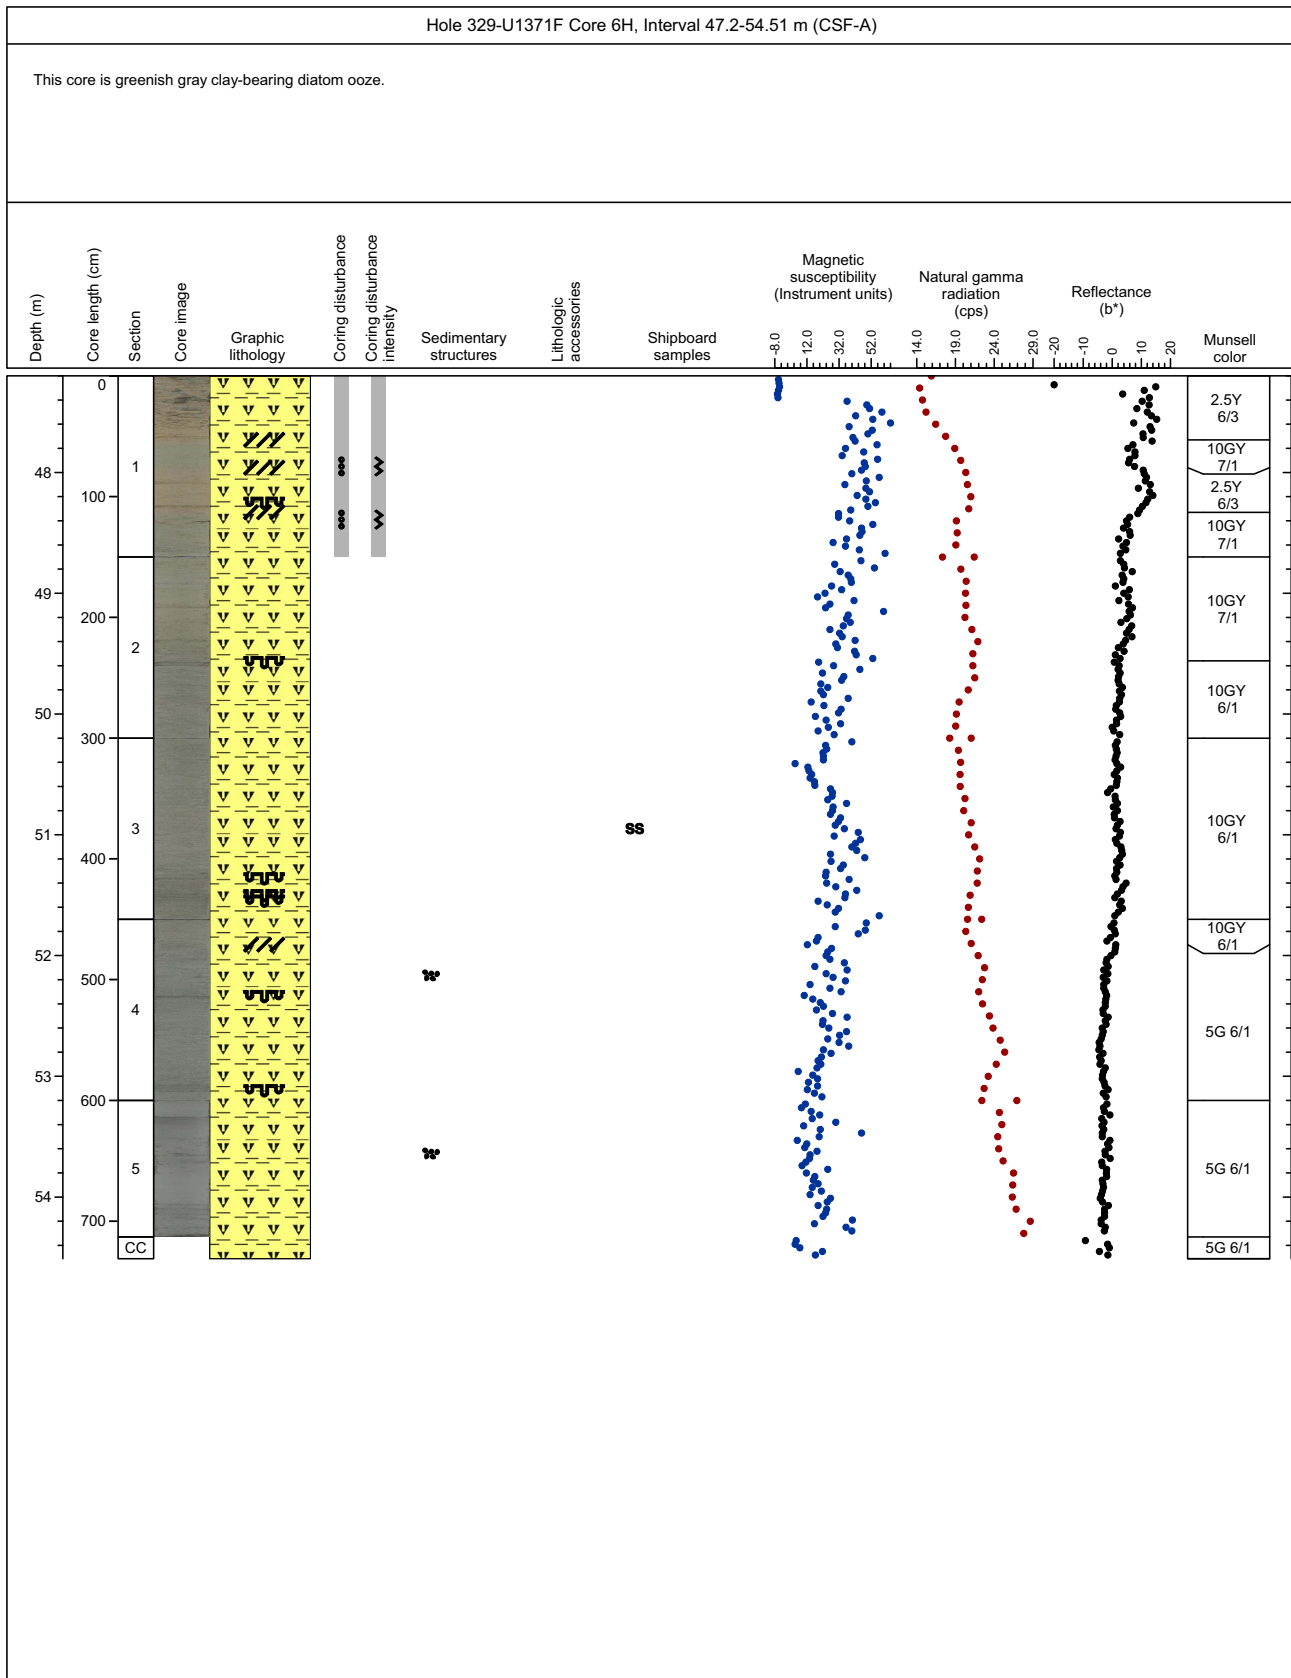 Hole 329-U1371F Core 6H, Interval 47.2-54.51 m (CSF-A)
This core is greenish gray clay-bearing diatom ooze.
Depth (m)
Core length (cm)
Section
Core image
Graphic
lithology
Coring disturbance
Coring disturbance
intensity
Sedimentary
structures
Lithologic
accessories
Shipboard
samples
Magnetic
susceptibility
(Instrument units)
-8.0 12.0 32.0 52.0
Natural gamma
radiation
(cps)
14.0 19.0 24.0 29.0
Reflectance
(b*)
-20 -10 0 10 20
Munsell
color
48
49
50
51
52
53
54
0
100
200
300
400
500
600
700
1
2
3
4
5
CC
SS
2.5Y
6/3
10GY
7/1
2.5Y
6/3
10GY
7/1
10GY
7/1
10GY
6/1
10GY
6/1
10GY
6/1
5G 6/1
5G 6/1
5G 6/1